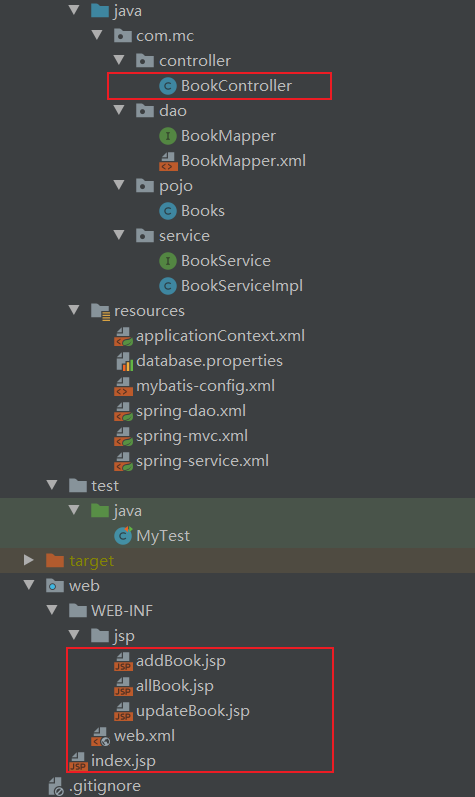 java
com.mc
controller
BookController
dao
BookMapper
BookMapper.xml
pojo
Books
service
BookService
BookServiceImpl
resources
applicationContext.xml
database.properties
mybatis-config.xml
spring-dao.xml
spring-mvc.xml
spring-service.xml
test
java
MyTest
target
web
WEB-INF
jsp
addBook.jsp
allBook.jsp
updateBook.jsp
web.xml
index.jsp
.gitignore